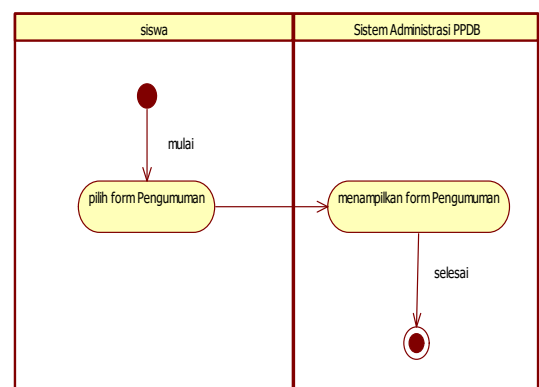 siswa
Sistem Administrasi PPDB
mulai
pilih form Pengumuman
menampilkan form Pengumuman
selesai